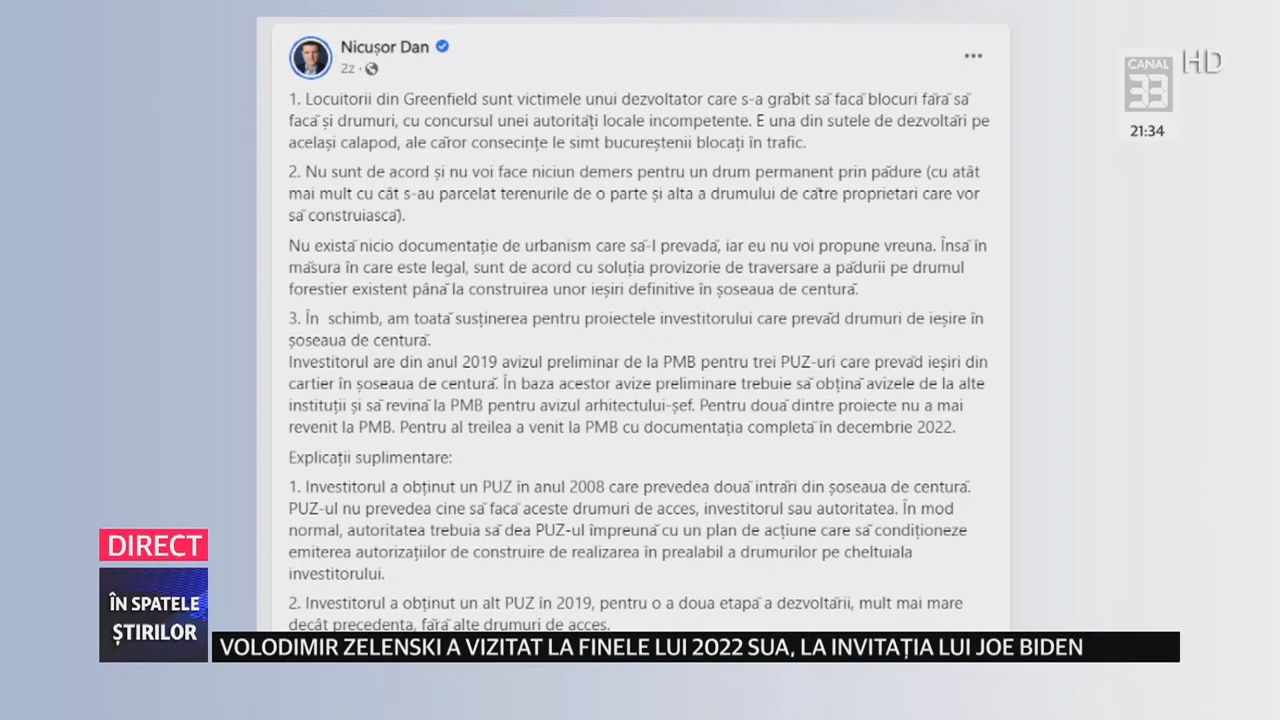 Nicușor Dan
2z
1. Locuitorii din Greenfield sunt victimele unui dezvoltator care s-a grăbit să facă blocuri fără să
facă și drumuri, cu concursul unei autorități locale incompetente. E una din sutele de dezvoltări pe
același calapod, ale căror consecințe le simt bucureștenii blocați în trafic.
2. Nu sunt de acord și nu voi face niciun demers pentru un drum permanent prin pădure (cu atât
mai mult cu cât s-au parcelat terenurile de o parte și alta a drumului de către proprietari care vor
să construiască).
Nu există nicio documentație de urbanism care să-l prevadă, iar eu nu voi propune vreuna. Însă în
măsura în care este legal, sunt de acord cu soluția provizorie de traversare a pădurii pe drumul
forestier existent până la construirea unor ieșiri definitive în șoseaua de centură.
3. În schimb, am toată susținerea pentru proiectele investitorului care prevăd drumuri de ieșire în
șoseaua de centură.
Investitorul are din anul 2019 avizul preliminar de la PMB pentru trei PUZ-uri care prevăd ieșiri din
cartier în șoseaua de centură. În baza acestor avize preliminare trebuie să obțină avizele de la alte
instituții și să revină la PMB pentru avizul arhitectului-șef. Pentru două dintre proiecte nu a mai
revenit la PMB. Pentru al treilea a venit la PMB cu documentația completă în decembrie 2022.
Explicații suplimentare:
1. Investitorul a obținut un PUZ în anul 2008 care prevedea două intrări din șoseaua de centură.
PUZ-ul nu prevedea cine să facă aceste drumuri de acces, investitorul sau autoritatea. În mod
normal, autoritatea trebuia să dea PUZ-ul împreună cu un plan de acțiune care să condiționeze
emiterea autorizațiilor de construire de realizarea în prealabil a drumurilor pe cheltuiala
investitorului.
2. Investitorul a obținut un alt PUZ în 2019, pentru o a doua etapă a dezvoltării, mult mai mare
decât precedenta, fără alte drumuri de acces.
CANAL
33
HD
21:34
DIRECT
ÎN SPATELE
ȘTIRILOR
VOLODIMIR ZELENSKI A VIZITAT LA FINELE LUI 2022 SUA, LA INVITAȚIA LUI JOE BIDEN